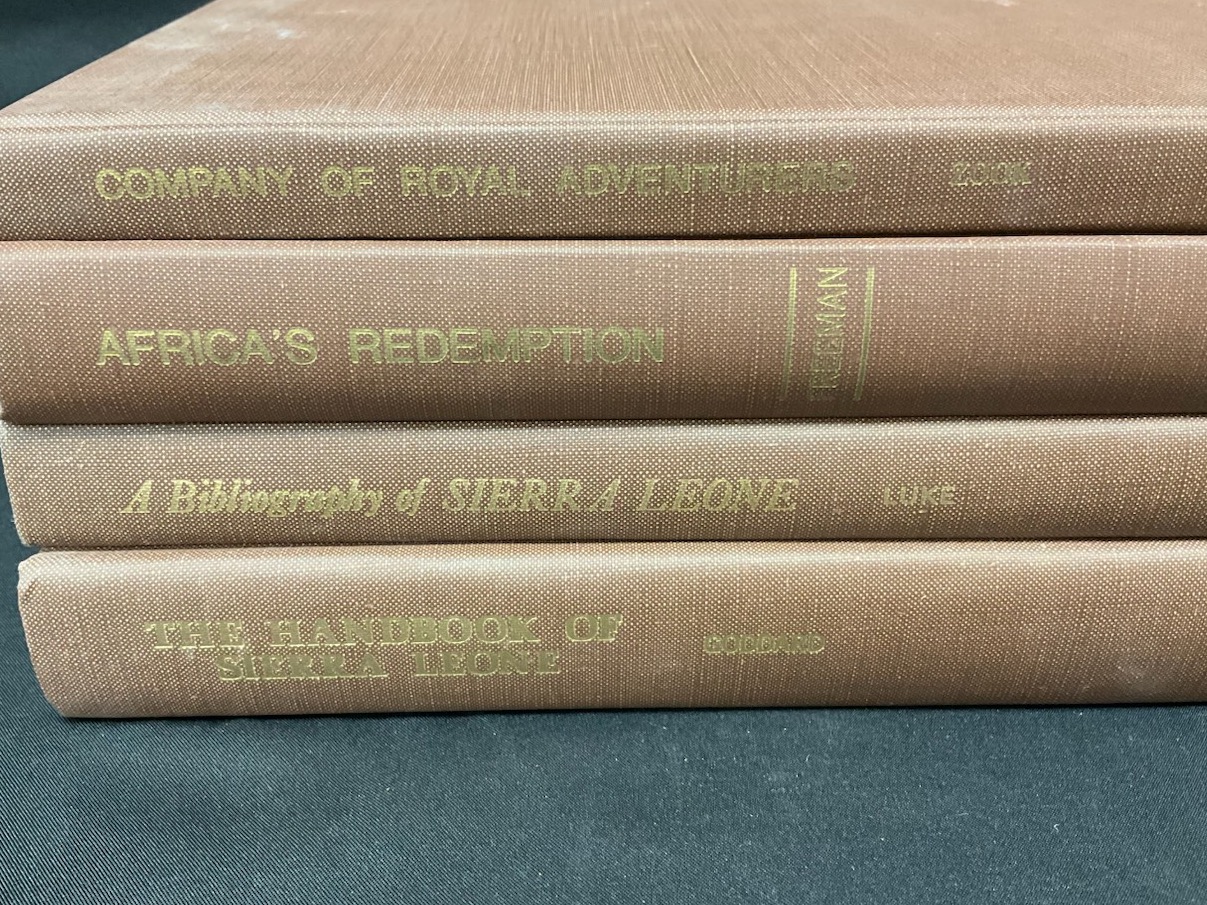 COMPANY OF ROYAL ADVENTURERS ZOOK
AFRICA'S REDEMPTION FREEMAN
A Bibliography of SIERRA LEONE LUKE
THE HANDBOOK OF
SIERRA LEONE GODDARD